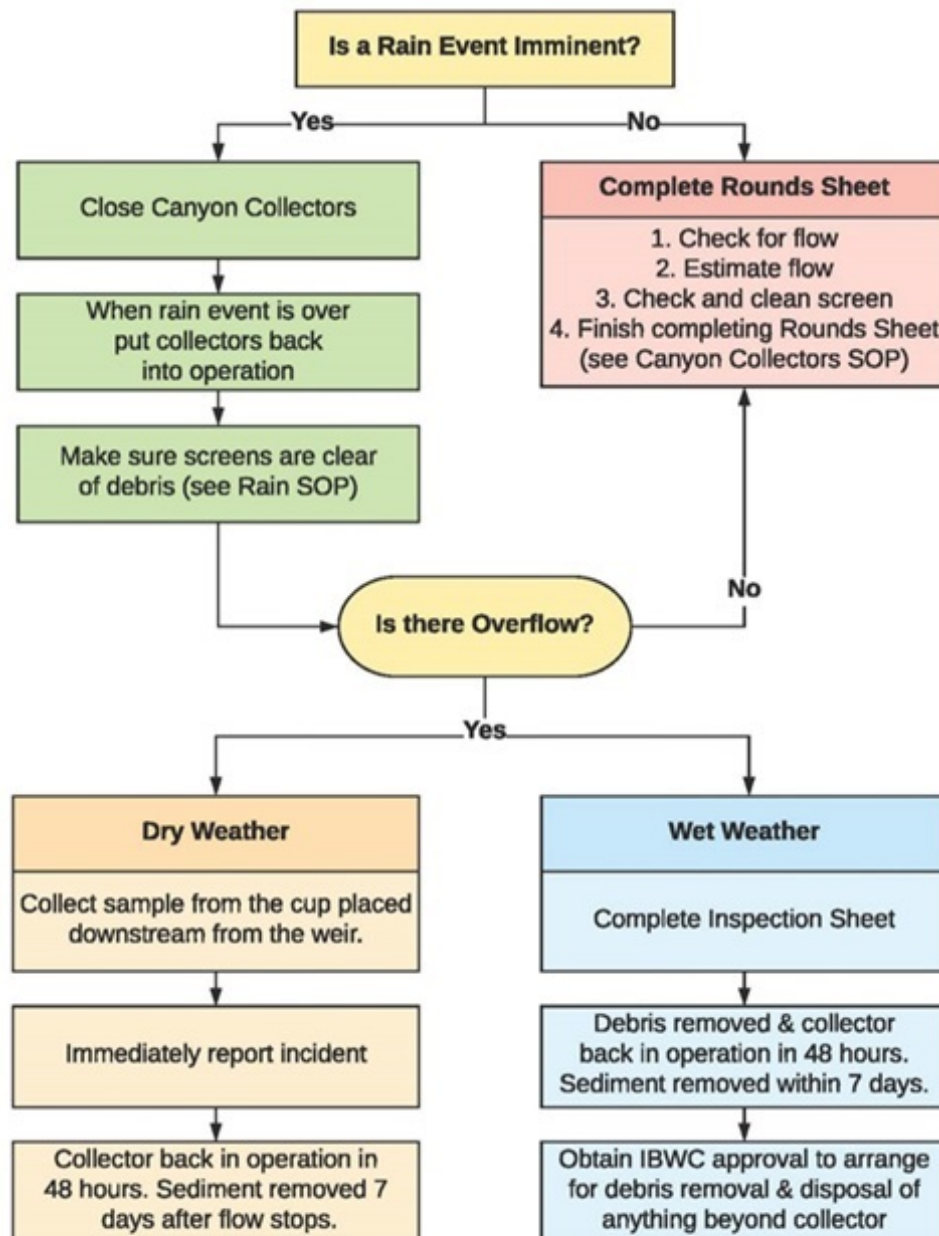 Is a Rain Event Imminent?
Yes
No
Close Canyon Collectors
When rain event is over
put collectors back
into operation
Make sure screens are clear
of debris (see Rain SOP)
Complete Rounds Sheet
1. Check for flow
2. Estimate flow
3. Check and clean screen
4. Finish completing Rounds Sheet
(see Canyon Collectors SOP)
Is there Overflow?
No
Yes
Dry Weather
Collect sample from the cup placed
downstream from the weir.
Immediately report incident
Collector back in operation in
48 hours. Sediment removed 7
days after flow stops.
Wet Weather
Complete Inspection Sheet
Debris removed & collector
back in operation in 48 hours.
Sediment removed within 7 days.
Obtain IBWC approval to arrange
for debris removal & disposal of
anything beyond collector